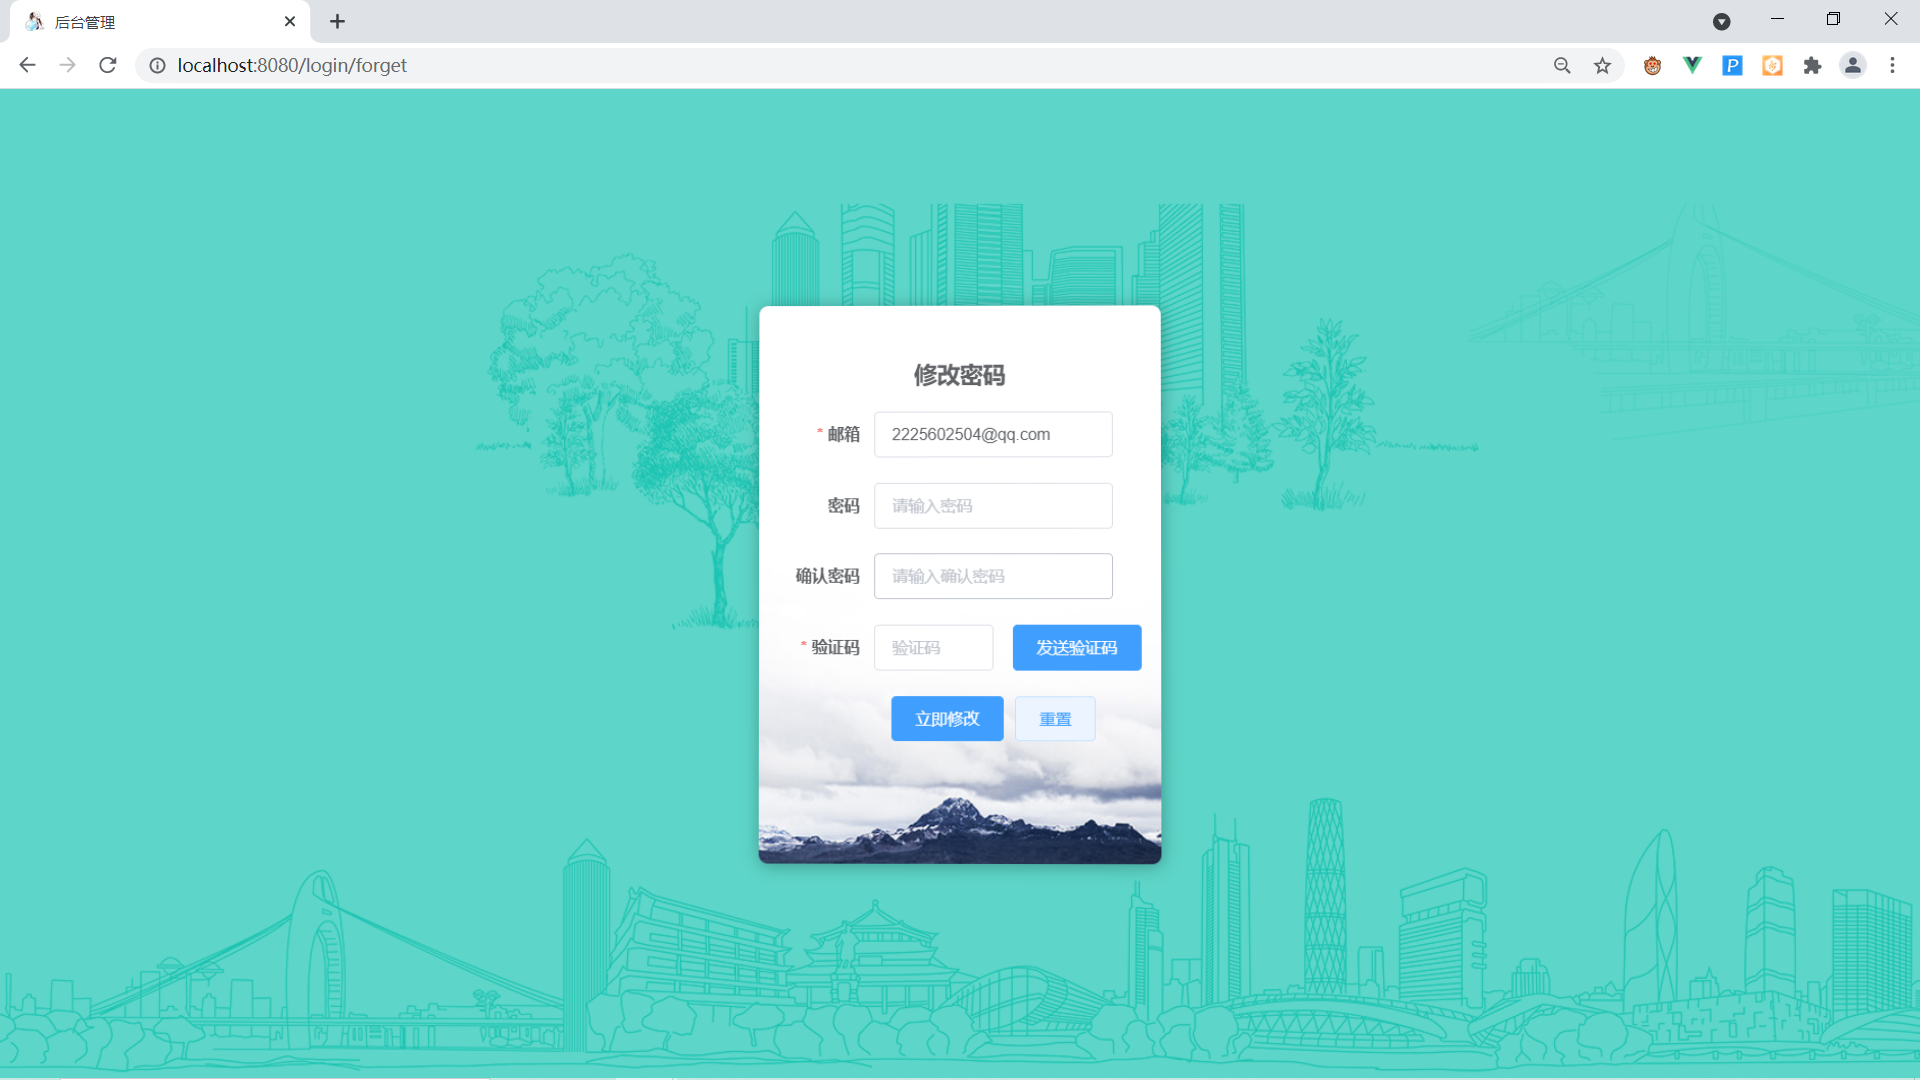 后台管理
localhost:8080/login/forget
修改密码
* 邮箱 2225602504@qq.com
密码 请输入密码
确认密码 请输入确认密码
* 验证码 验证码 发送验证码
立即修改 重置